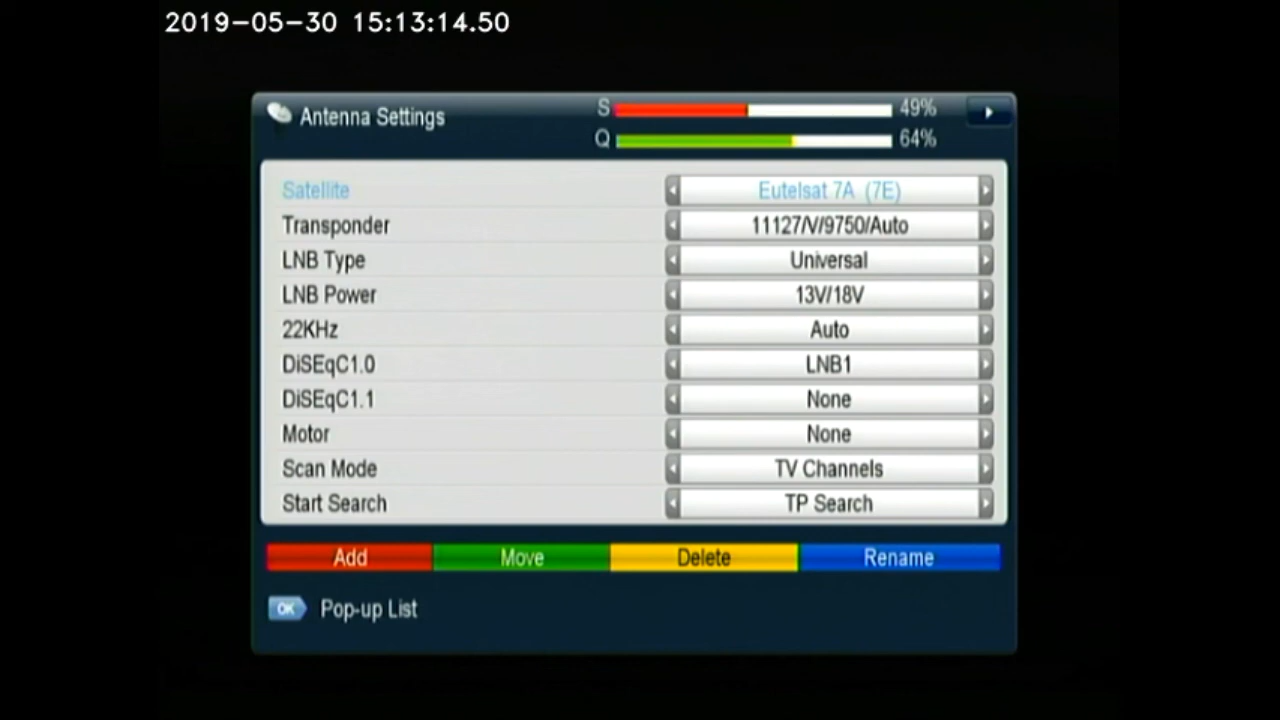 2019-05-30 15:13:14.50
Antenna Settings
S 49%
Q 64%
Satellite Eutelsat 7A (7E)
Transponder 11127/V/9750/Auto
LNB Type Universal
LNB Power 13V/18V
22KHz Auto
DiSEqC1.0 LNB1
DiSEqC1.1 None
Motor None
Scan Mode TV Channels
Start Search TP Search
Add Move Delete Rename
OK Pop-up List